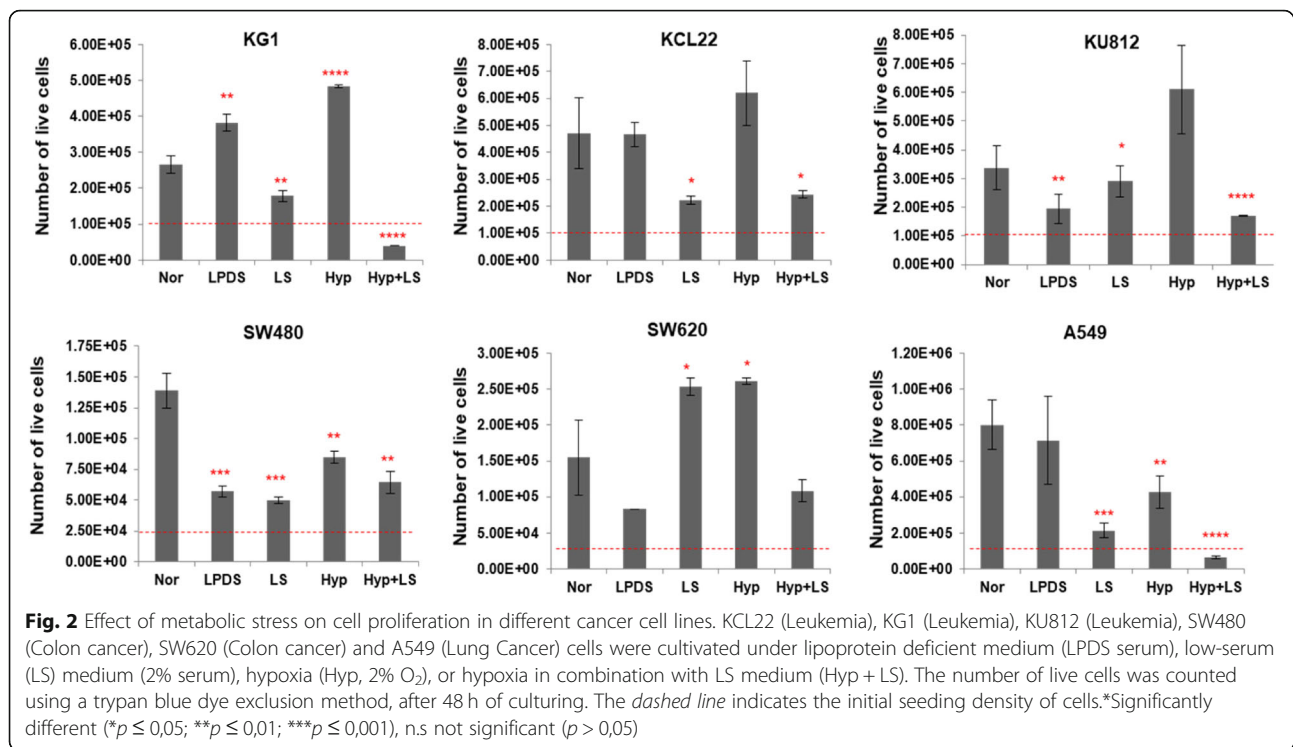 KG1
Number of live cells
6.00E+05
5.00E+05
4.00E+05
3.00E+05
2.00E+05
1.00E+05
0.00E+00
**
**
****
****
Nor LPDS LS Hyp Hyp+LS
KCL22
Number of live cells
8.00E+05
7.00E+05
6.00E+05
5.00E+05
4.00E+05
3.00E+05
2.00E+05
1.00E+05
0.00E+00
*
*
Nor LPDS LS Hyp Hyp+LS
KU812
Number of live cells
8.00E+05
7.00E+05
6.00E+05
5.00E+05
4.00E+05
3.00E+05
2.00E+05
1.00E+05
0.00E+00
**
*
****
Nor LPDS LS Hyp Hyp+LS
SW480
Number of live cells
1.75E+05
1.50E+05
1.25E+05
1.00E+05
7.50E+04
5.00E+04
2.50E+04
0.00E+00
***
***
**
**
Nor LPDS LS Hyp Hyp+LS
SW620
Number of live cells
3.00E+05
2.50E+05
2.00E+05
1.50E+05
1.00E+05
5.00E+04
0.00E+00
*
*
Nor LPDS LS Hyp Hyp+LS
A549
Number of live cells
1.20E+06
1.00E+06
8.00E+05
6.00E+05
4.00E+05
2.00E+05
0.00E+00
***
**
****
Nor LPDS LS Hyp Hyp+LS
Fig. 2 Effect of metabolic stress on cell proliferation in different cancer cell lines. KCL22 (Leukemia), KG1 (Leukemia), KU812 (Leukemia), SW480
(Colon cancer), SW620 (Colon cancer) and A549 (Lung Cancer) cells were cultivated under lipoprotein deficient medium (LPDS serum), low-serum
(LS) medium (2% serum), hypoxia (Hyp, 2% O₂), or hypoxia in combination with LS medium (Hyp + LS). The number of live cells was counted
using a trypan blue dye exclusion method, after 48 h of culturing. The dashed line indicates the initial seeding density of cells.*Significantly
different (*p ≤ 0,05; **p ≤ 0,01; ***p ≤ 0,001), n.s not significant (p > 0,05)